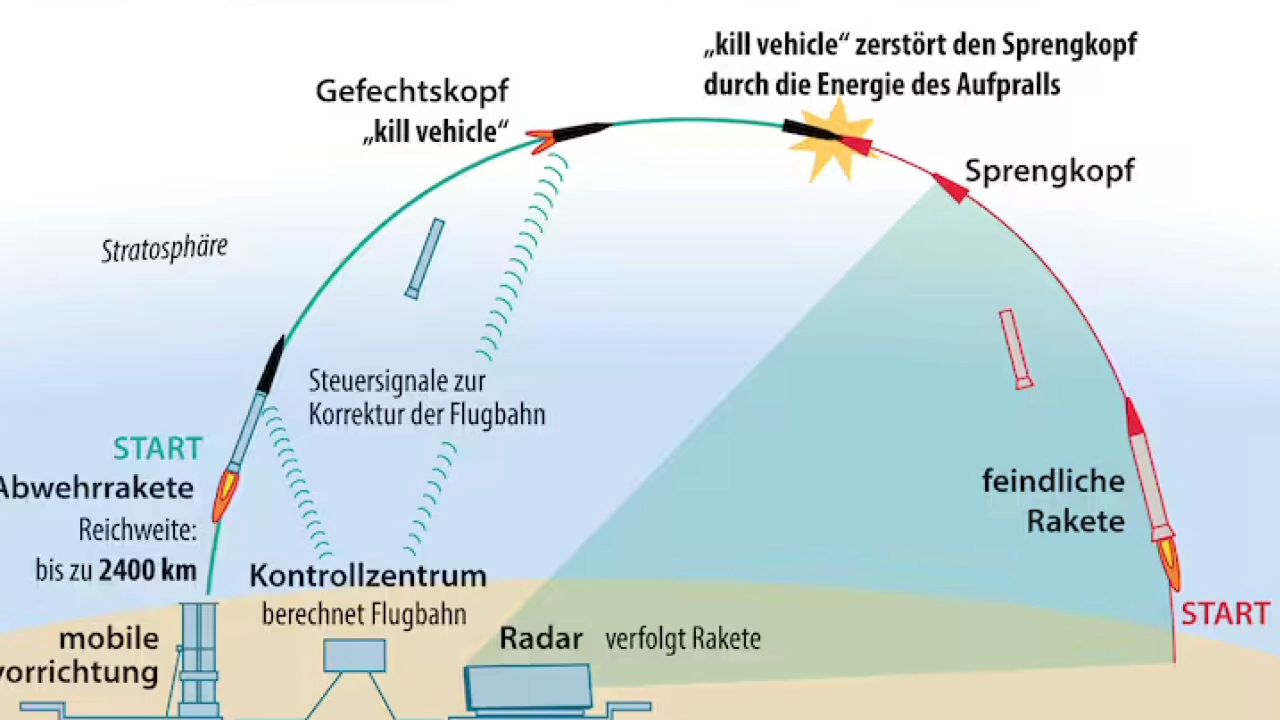 „kill vehicle“ zerstört den Sprengkopf
durch die Energie des Aufpralls
Gefechtskopf
„kill vehicle“
Sprengkopf
Stratosphäre
Steuersignale zur
Korrektur der Flugbahn
START
Abwehrrakete
Reichweite:
bis zu 2400 km
feindliche
Rakete
START
Kontrollzentrum
berechnet Flugbahn
Radar verfolgt Rakete
mobile
vorrichtung